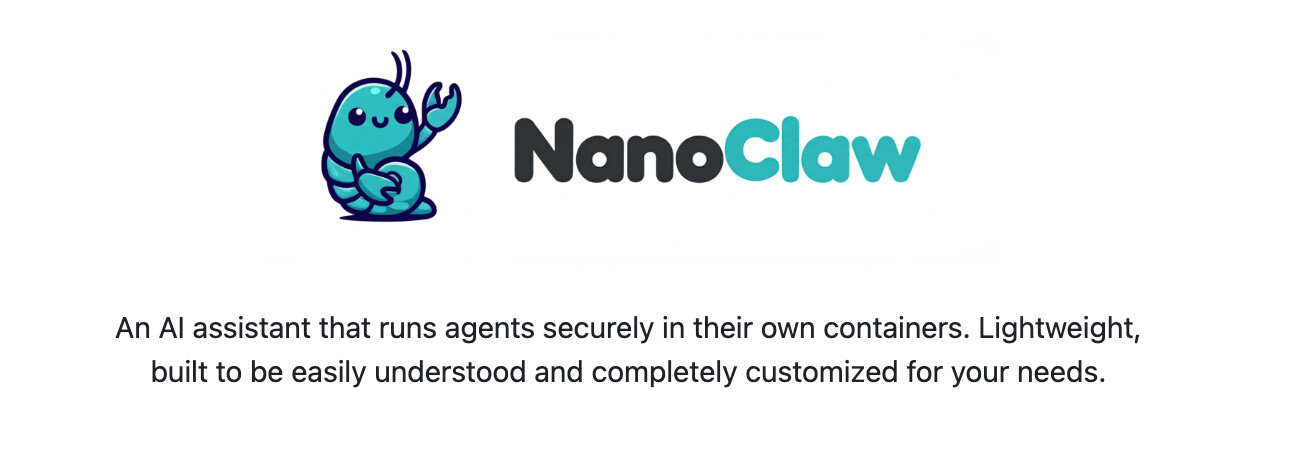 NanoClaw
An AI assistant that runs agents securely in their own containers. Lightweight,
built to be easily understood and completely customized for your needs.